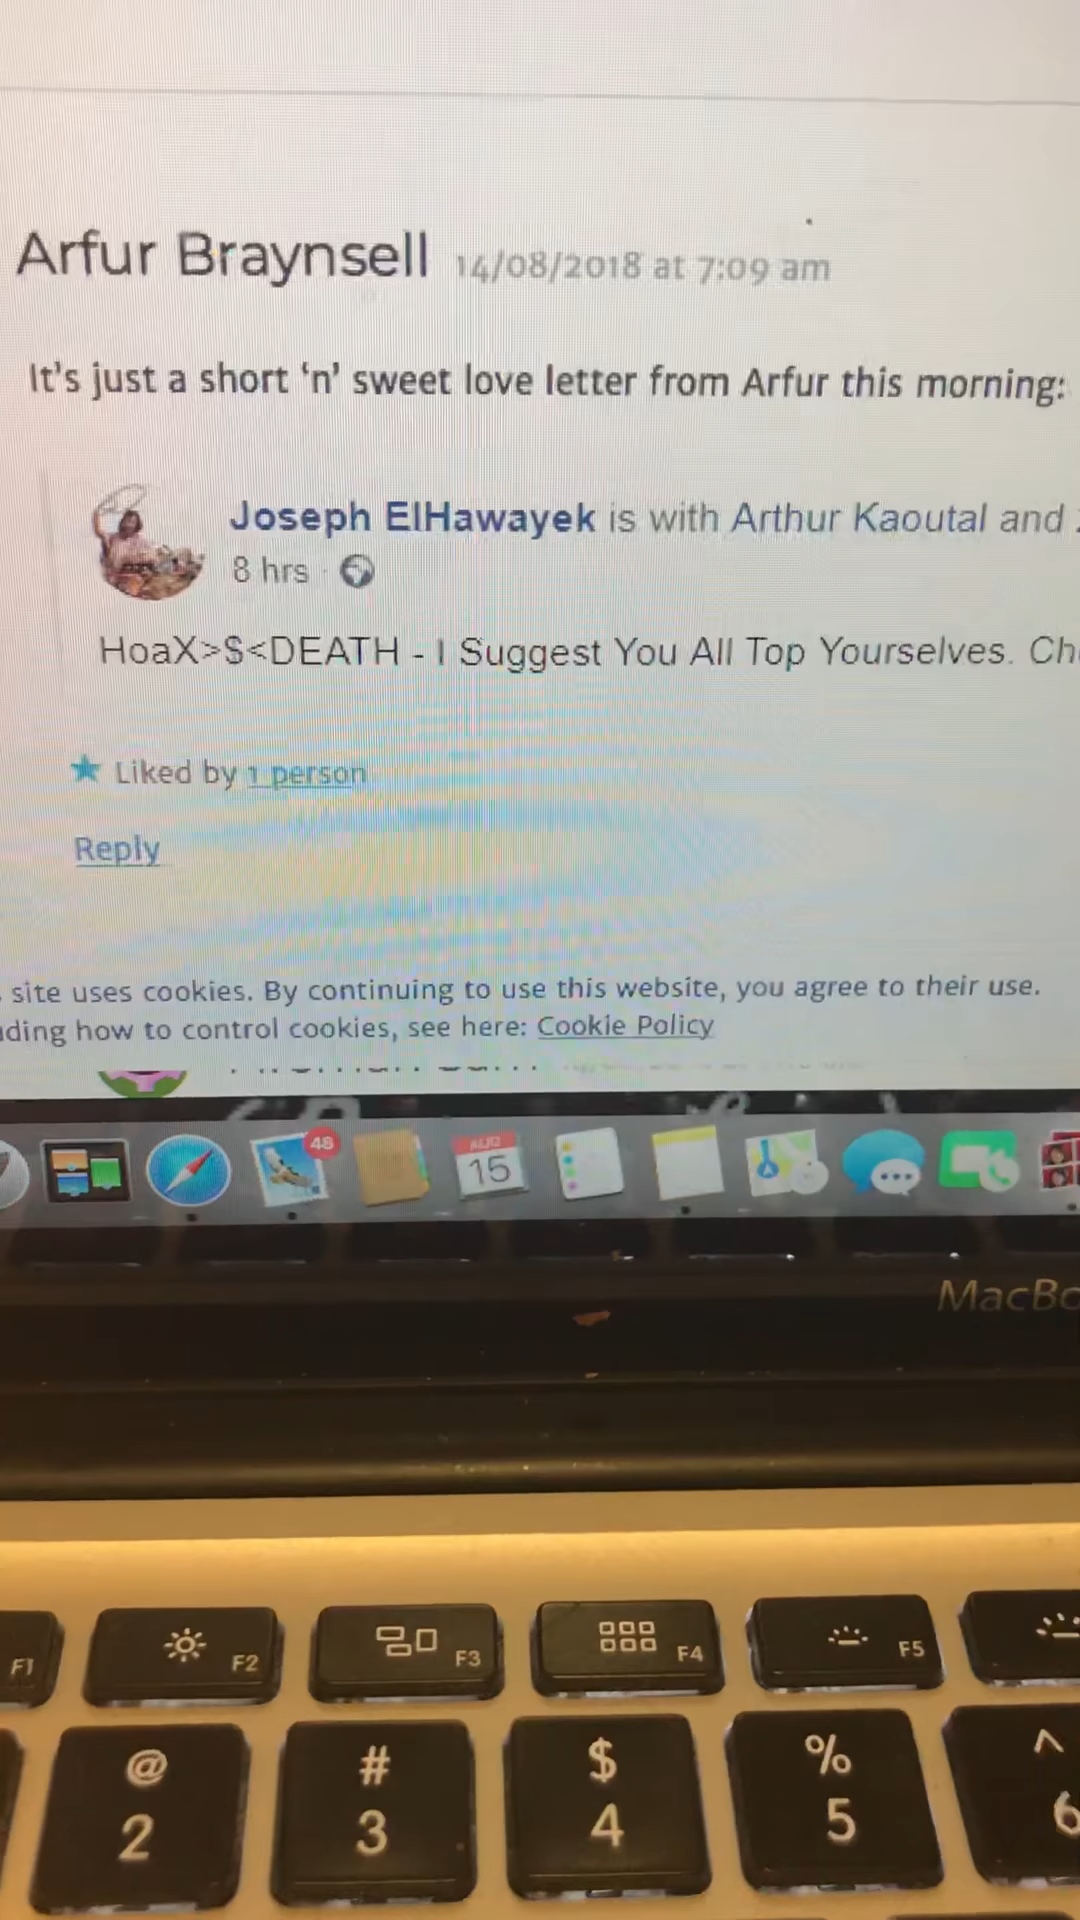 Arfur Braynsell 14/08/2018 at 7:09 am
It's just a short 'n' sweet love letter from Arfur this morning:
Joseph ElHawayek is with Arthur Kaoutal and
8 hrs
HoaX>S<DEATH - I Suggest You All Top Yourselves.
★ Liked by 1 person
Reply
site uses cookies. By continuing to use this website, you agree to their use.
how to control cookies, see here: Cookie Policy
48
AUG
15
MacBo
F1 F2 F3 F4 F5
@ # $ % ^
2 3 4 5 6